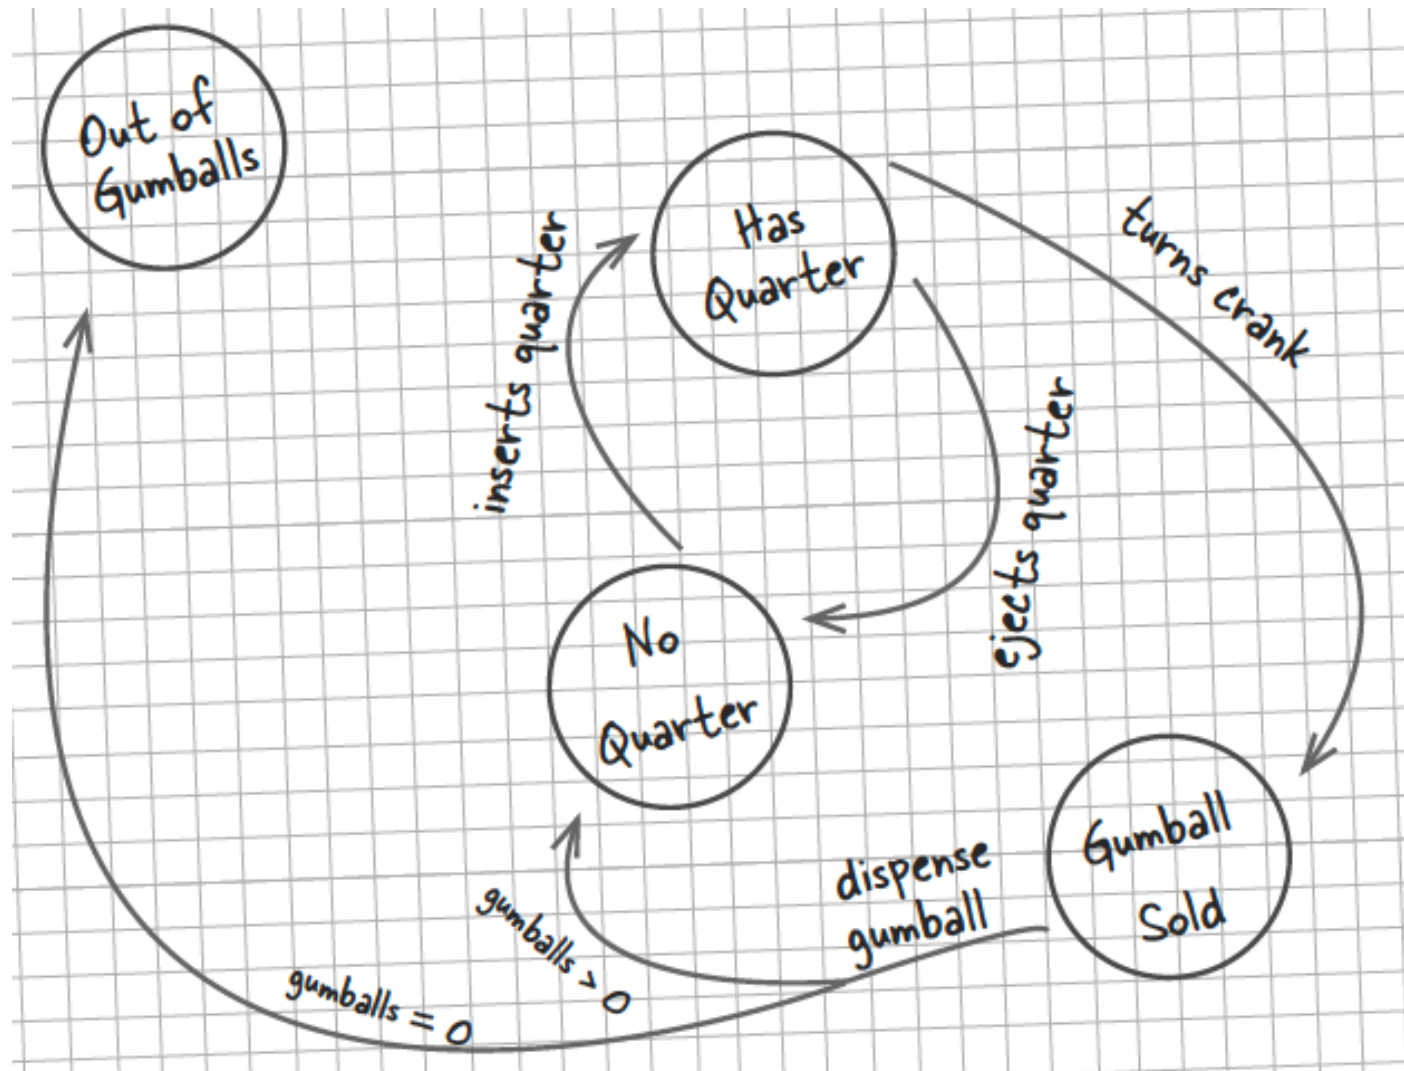 Out of
Gumballs
Has
Quarter
turns crank
inserts quarter
ejects quarter
No
Quarter
Gumball
Sold
dispense
gumball
gumballs > 0
gumballs = 0